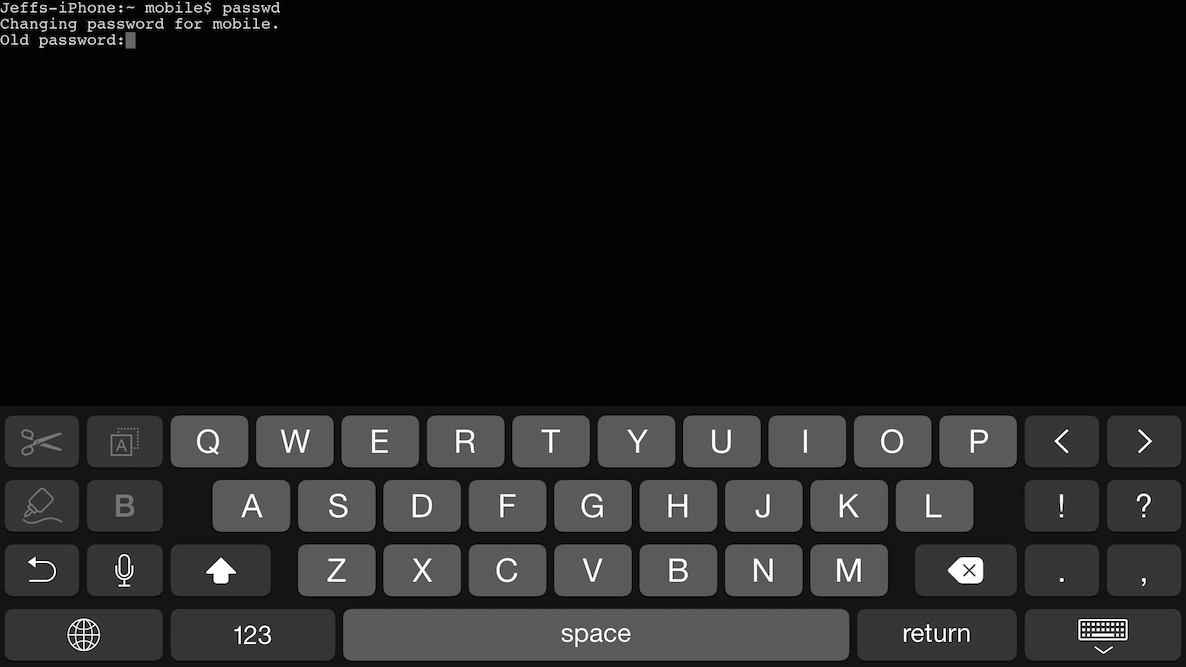 Jeffs-iPhone:~ mobile$ passwd
Changing password for mobile.
Old password:
A Q W E R T Y U I O P < >
B A S D F G H J K L ! ?
Z X C V B N M . ,
123 space return